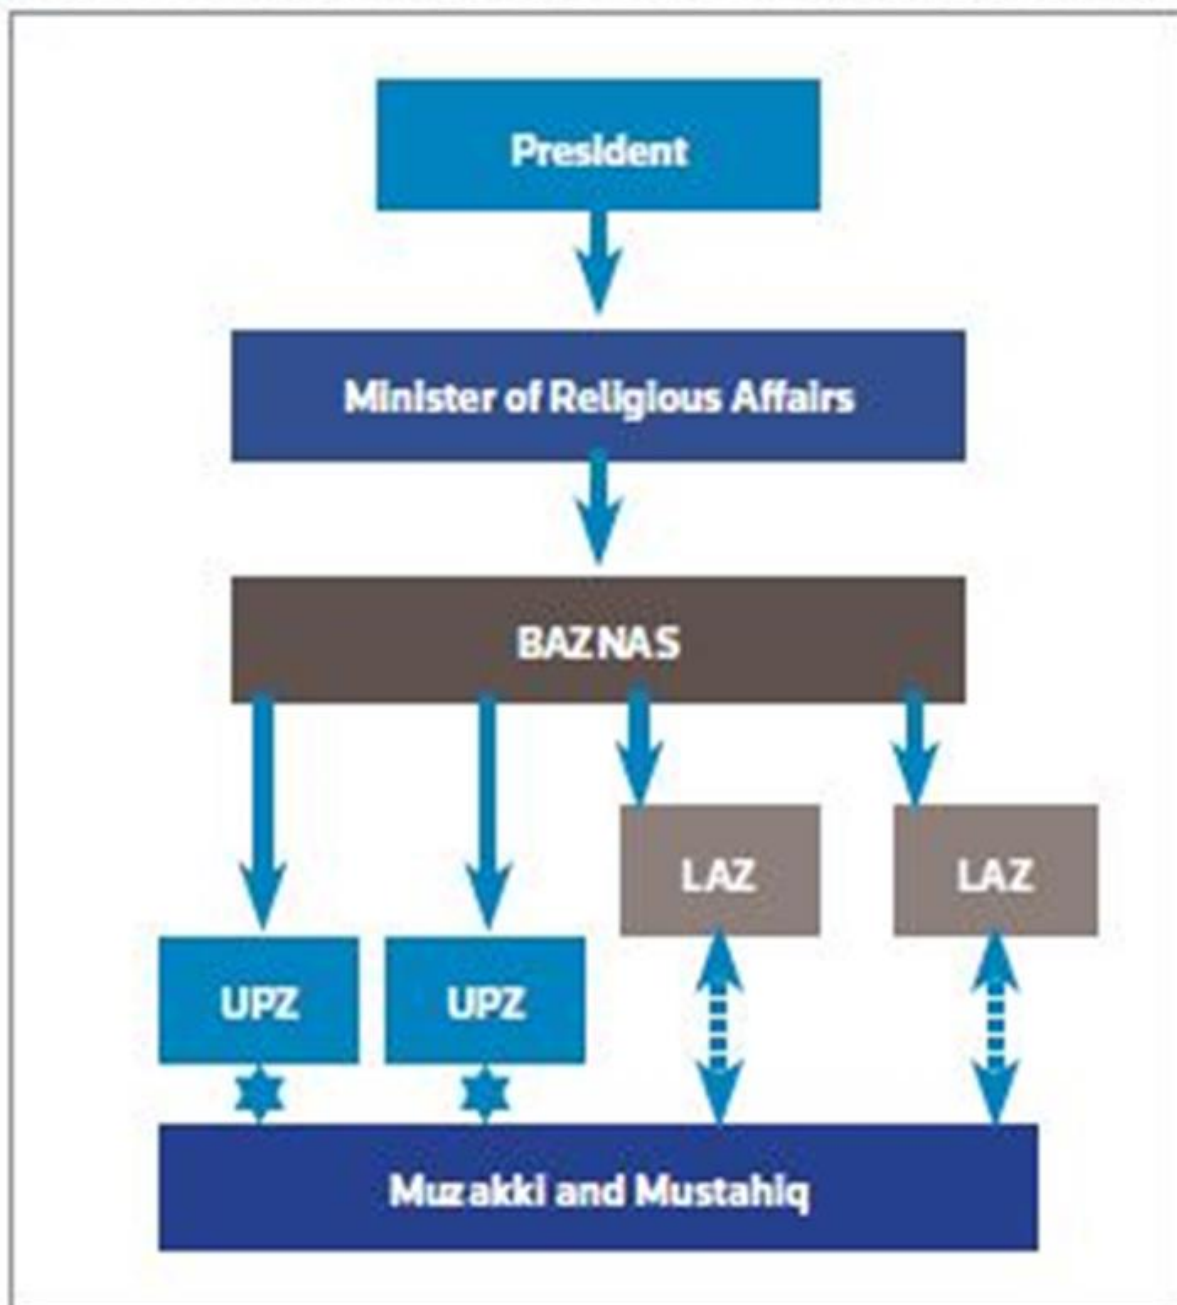 President
Minister of Religious Affairs
BAZNAS
LAZ
LAZ
UPZ
UPZ
Muzakki and Mustahiq